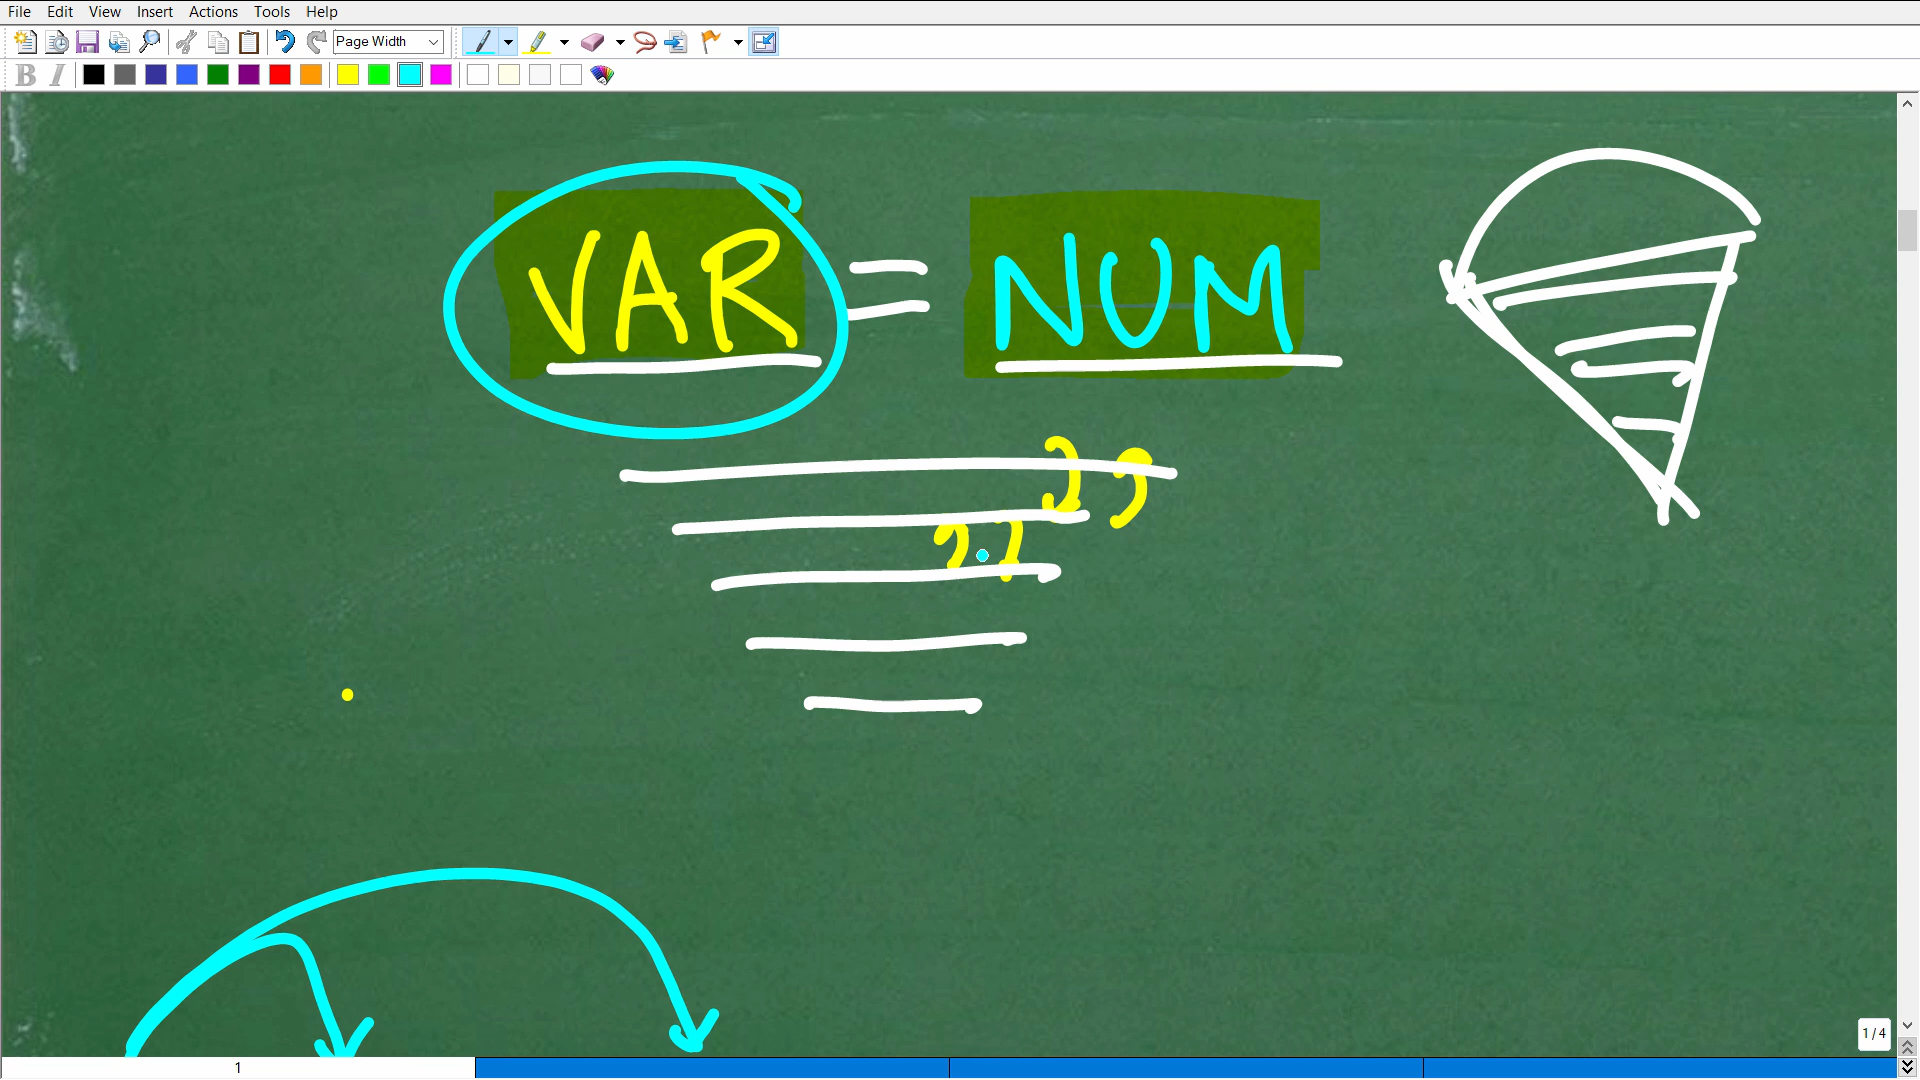 File Edit View Insert Actions Tools Help
Page Width
B I
VAR = NUM
1 / 4
1